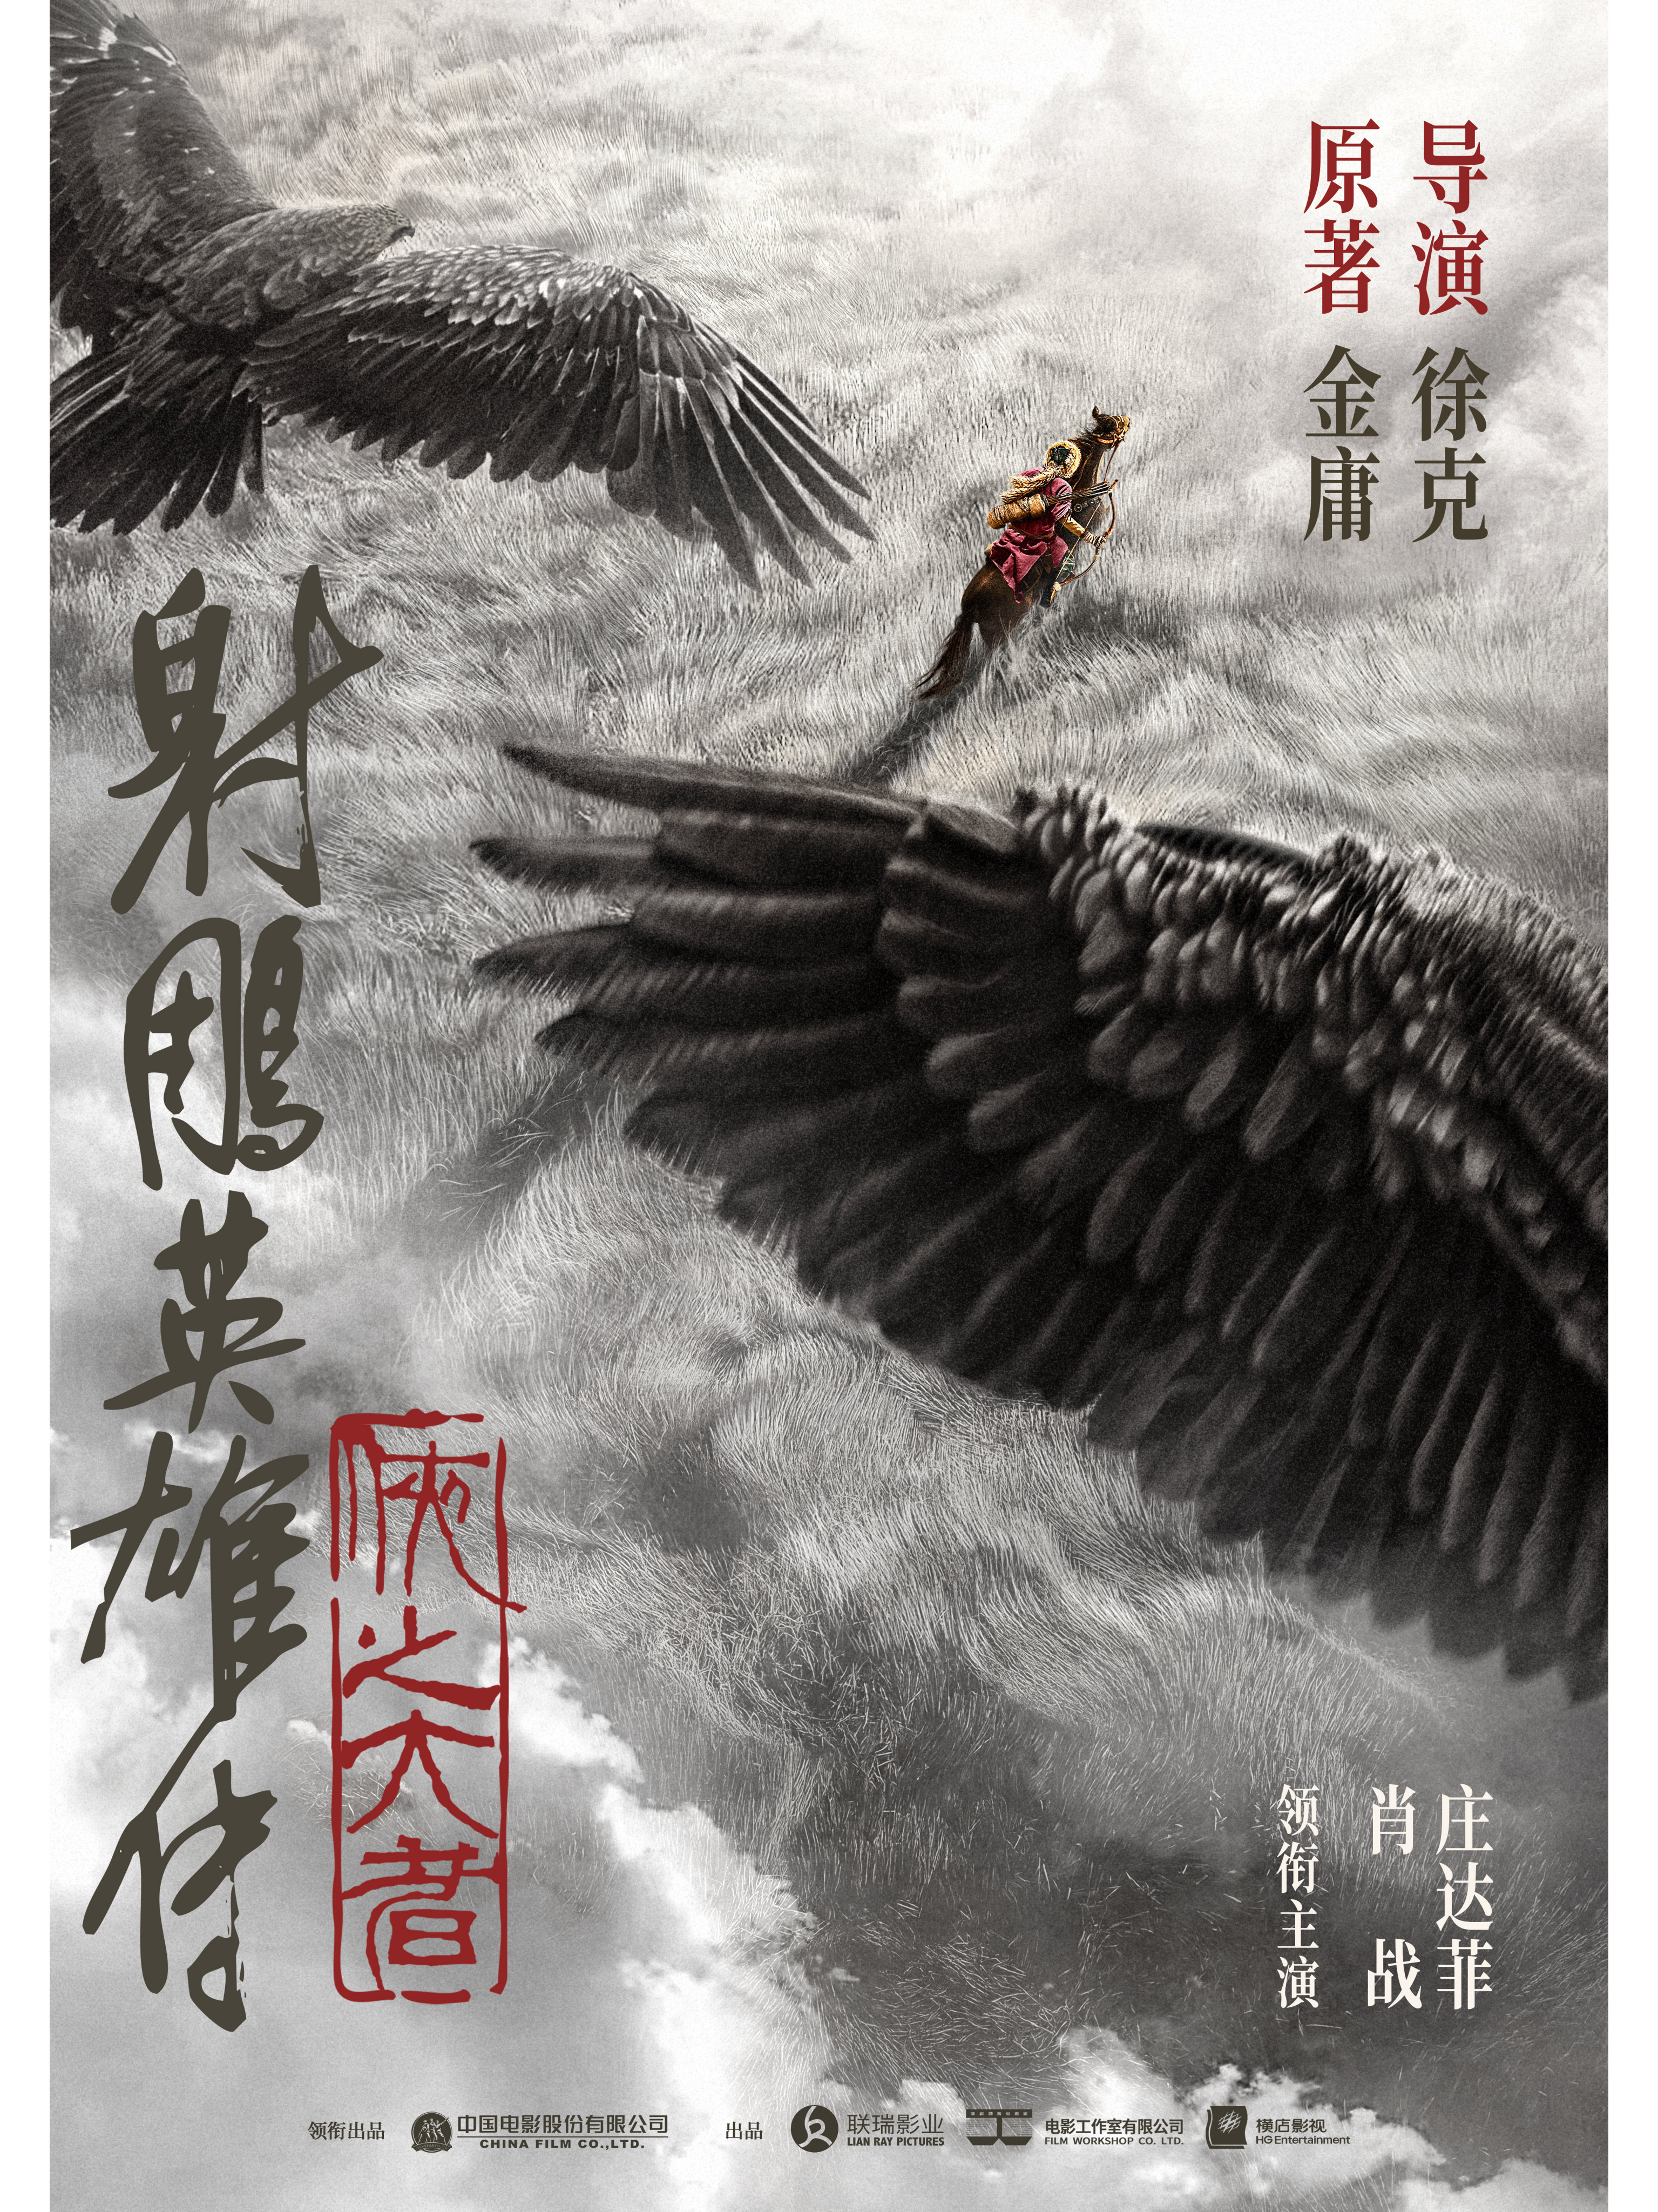 导演 徐克
原著 金庸
射雕英雄传
侠之大者
庄达菲
肖战
领衔主演
领衔出品
中国电影股份有限公司
CHINA FILM CO.,LTD.
出品
联瑞影业
LIAN RAY PICTURES
电影工作室有限公司
FILM WORKSHOP CO. LTD.
横店影视
HG Entertainment